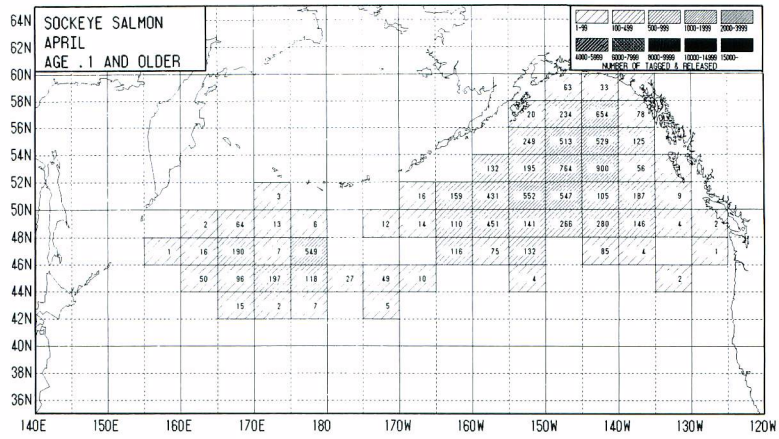 SOCKEYE SALMON
APRIL
AGE .1 AND OLDER
1-99 100-499 500-999 1000-1999 2000-3999
4000-5999 6000-7999 8000-9999 10000-14999 15000-
NUMBER OF TAGGED & RELEASED
64N
62N
60N
63 33
58N
20 234 654 78
56N
249 513 529 125
54N
132 195 764 900 56
52N
3 16 159 431 552 547 105 187 9
50N
2 64 13 6 12 14 110 451 141 266 280 146 4 2
48N
1 16 190 7 549 116 75 132 85 4 1
46N
50 96 197 118 27 49 10 4 2
44N
15 2 7 5
42N
40N
38N
36N
140E 150E 160E 170E 180 170W 160W 150W 140W 130W 120W